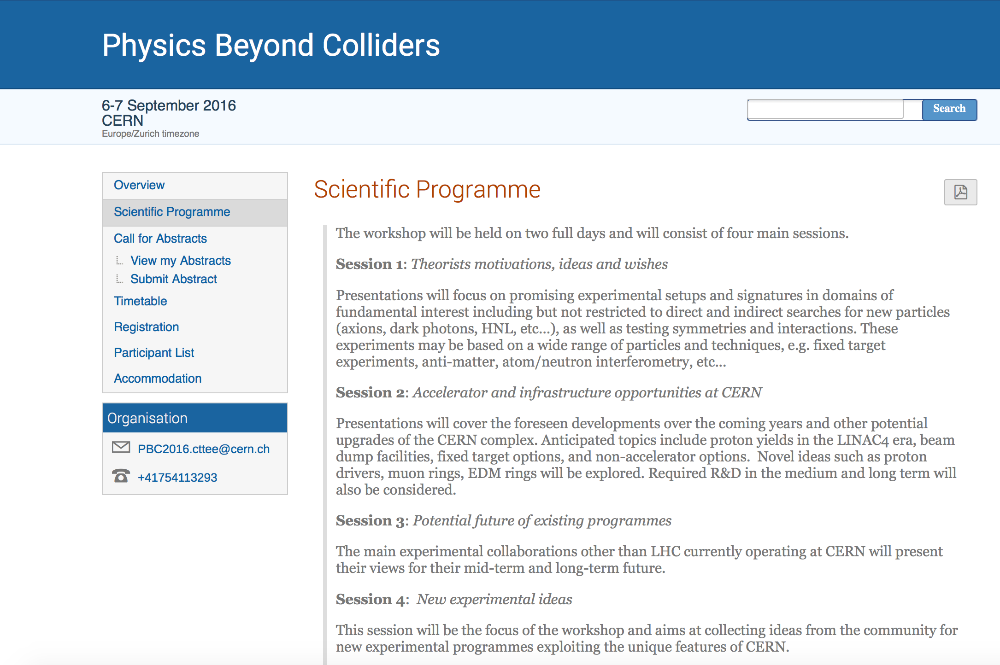 Physics Beyond Colliders
6-7 September 2016
CERN
Europe/Zurich timezone
Search
Overview
Scientific Programme
Call for Abstracts
View my Abstracts
Submit Abstract
Timetable
Registration
Participant List
Accommodation
Organisation
PBC2016.cttee@cern.ch
+41754113293
Scientific Programme
The workshop will be held on two full days and will consist of four main sessions.
Session 1: Theorists motivations, ideas and wishes
Presentations will focus on promising experimental setups and signatures in domains of
fundamental interest including but not restricted to direct and indirect searches for new particles
(axions, dark photons, HNL, etc...), as well as testing symmetries and interactions. These
experiments may be based on a wide range of particles and techniques, e.g. fixed target
experiments, anti-matter, atom/neutron interferometry, etc...
Session 2: Accelerator and infrastructure opportunities at CERN
Presentations will cover the foreseen developments over the coming years and other potential
upgrades of the CERN complex. Anticipated topics include proton yields in the LINAC4 era, beam
dump facilities, fixed target options, and non-accelerator options.  Novel ideas such as proton
drivers, muon rings, EDM rings will be explored. Required R&D in the medium and long term will
also be considered.
Session 3: Potential future of existing programmes
The main experimental collaborations other than LHC currently operating at CERN will present
their views for their mid-term and long-term future.
Session 4:  New experimental ideas
This session will be the focus of the workshop and aims at collecting ideas from the community for
new experimental programmes exploiting the unique features of CERN.